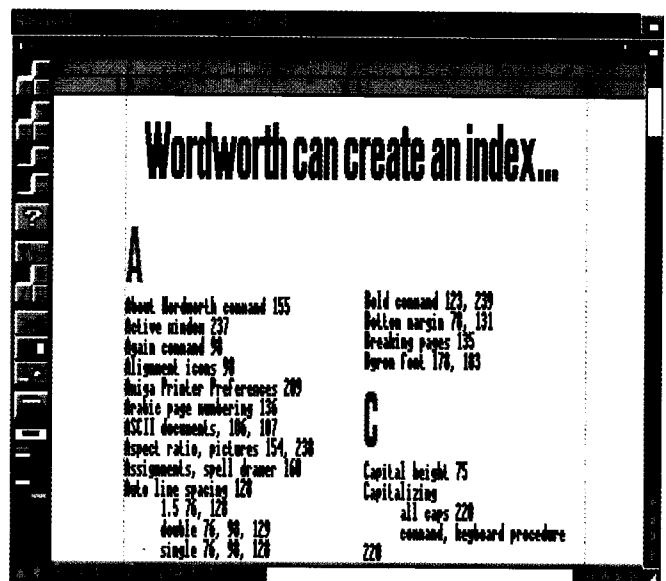 Wordworth can create an index...
A
About Wordworth command 155
Active window 237
Again command 98
Alignment icons 98
Amiga Printer Preferences 209
Arabic page numbering 136
ASCII documents, 106, 107
Aspect ratio, pictures 154, 238
Assignments, spell drawer 160
Auto line spacing 128
1.5 76, 128
double 76, 98, 129
single 76, 98, 128
Bold command 123, 239
Bottom margin 78, 131
Breaking pages 135
Byron font 178, 183
C
Capital height 75
Capitalizing
all caps 220
command, keyboard procedure
220